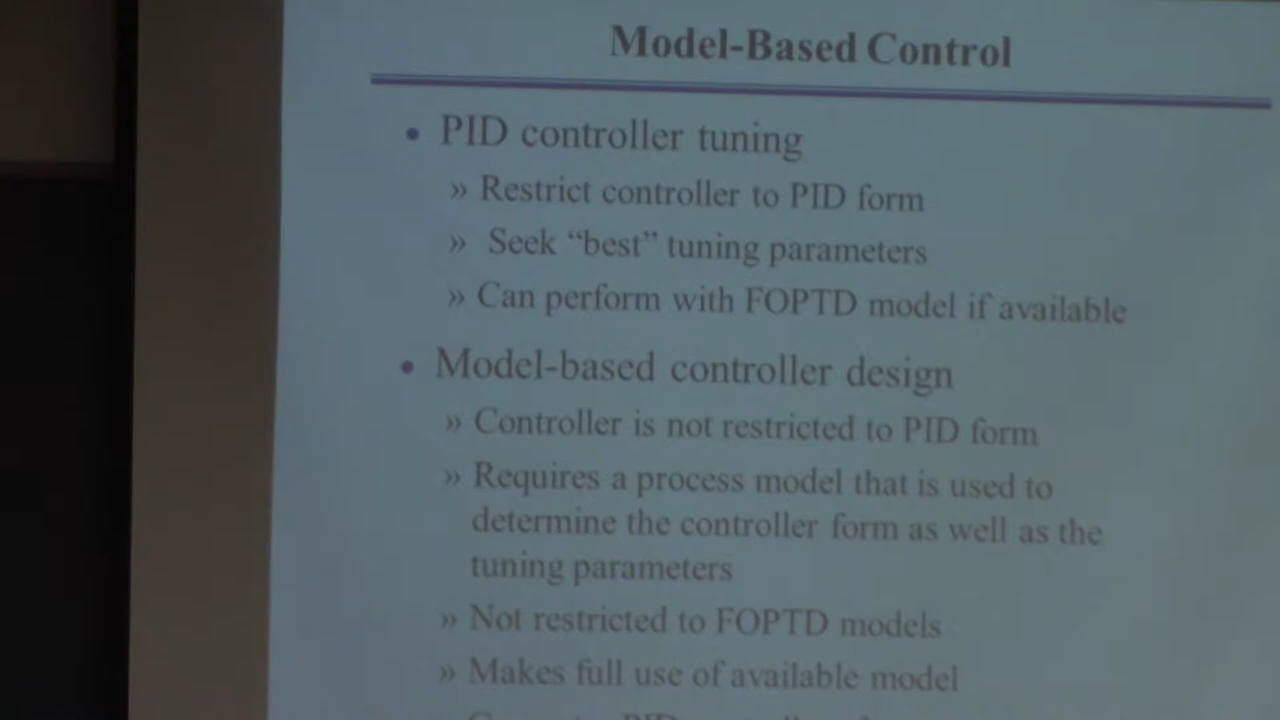 Model-Based Control
• PID controller tuning
» Restrict controller to PID form
» Seek “best” tuning parameters
» Can perform with FOPTD model if available
• Model-based controller design
» Controller is not restricted to PID form
» Requires a process model that is used to
determine the controller form as well as the
tuning parameters
» Not restricted to FOPTD models
» Makes full use of available model